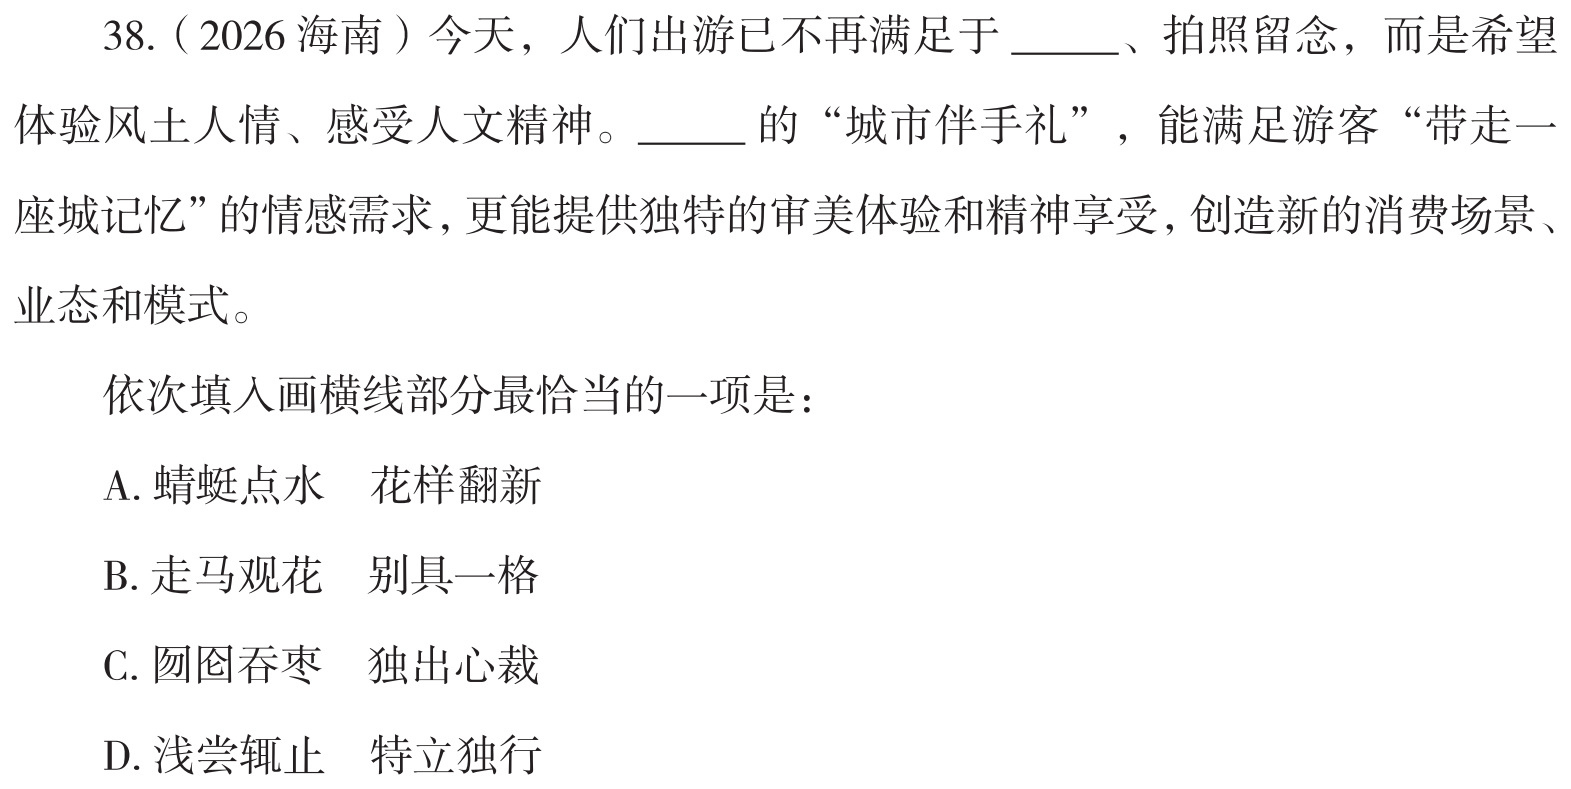 38.（2026 海南）今天，人们出游已不再满足于 _____、拍照留念，而是希望
体验风土人情、感受人文精神。_____ 的“城市伴手礼”，能满足游客“带走一
座城记忆”的情感需求，更能提供独特的审美体验和精神享受，创造新的消费场景、
业态和模式。
依次填入画横线部分最恰当的一项是：
A. 蜻蜓点水　花样翻新
B. 走马观花　别具一格
C. 囫囵吞枣　独出心裁
D. 浅尝辄止　特立独行